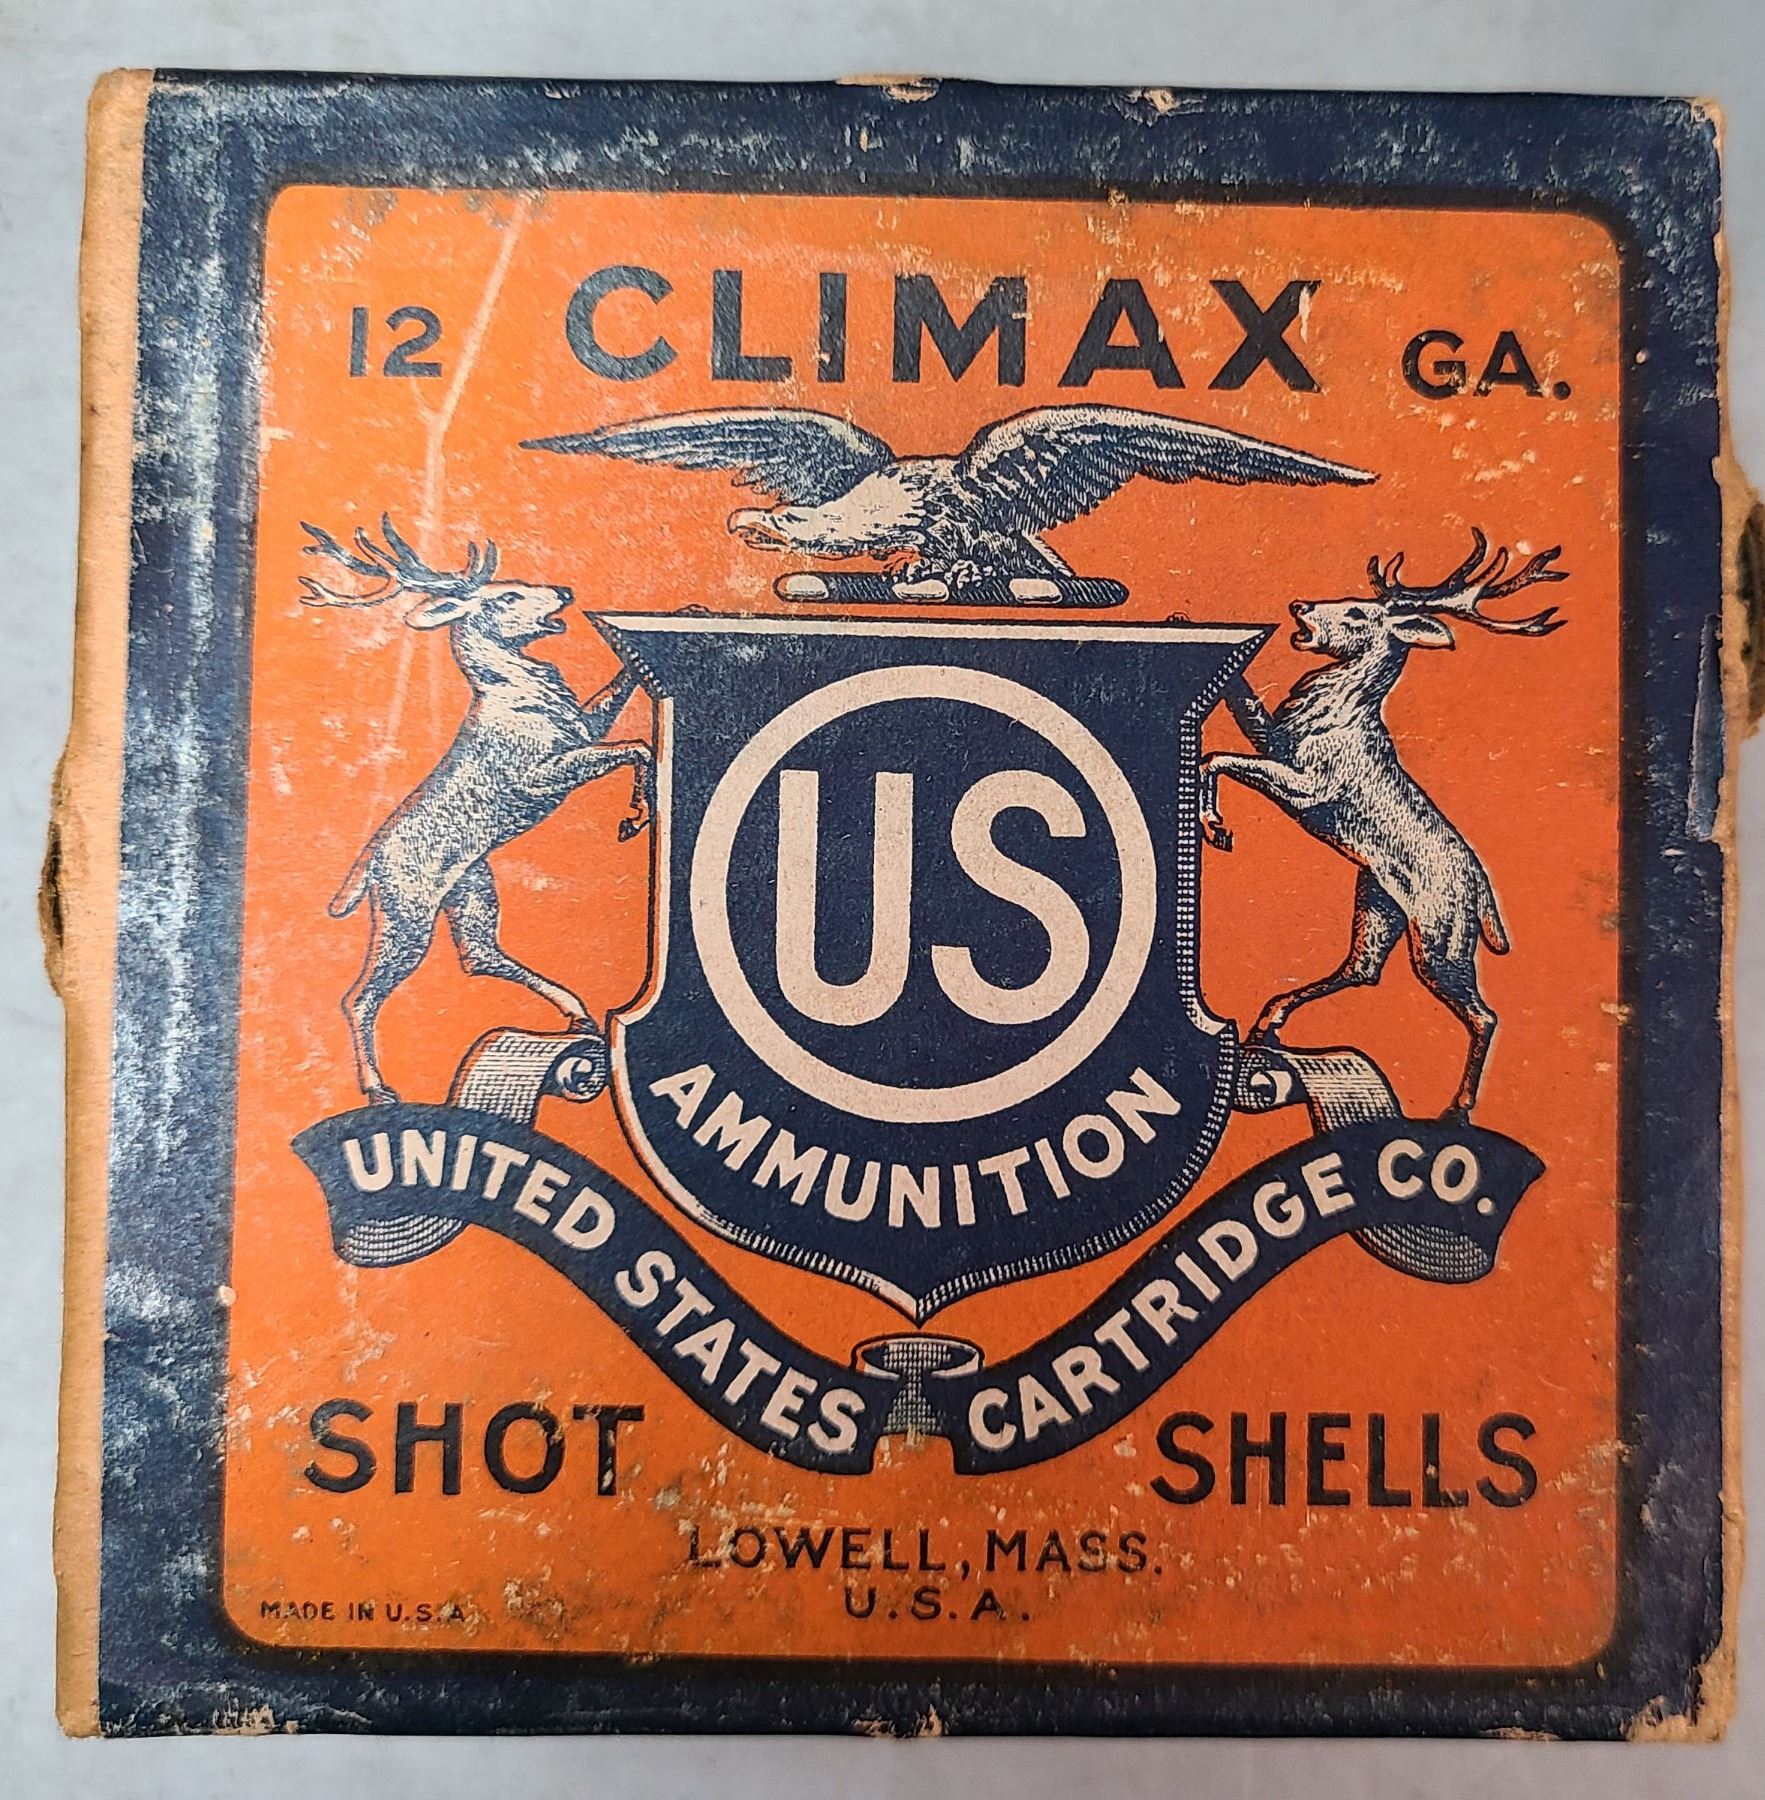 12 CLIMAX GA.
US
AMMUNITION
UNITED STATES CARTRIDGE CO.
SHOT SHELLS
LOWELL, MASS.
U.S.A.
MADE IN U.S.A